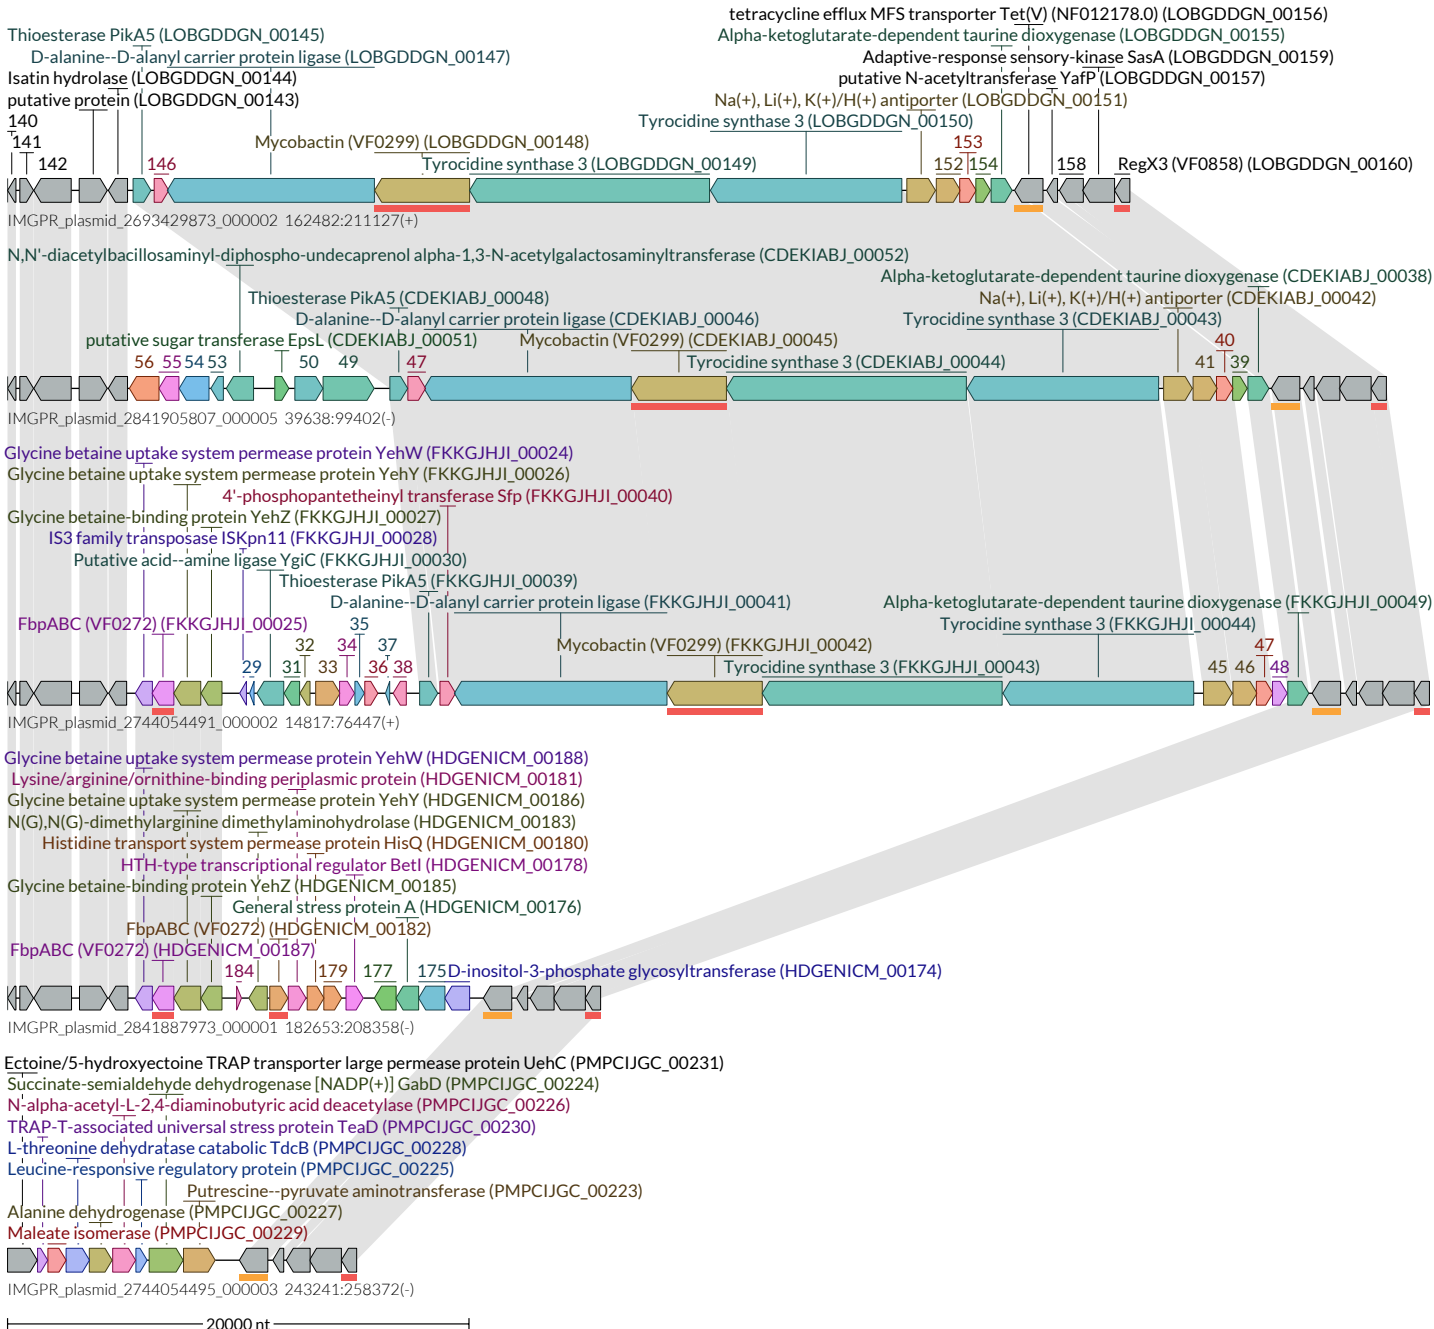 tetracycline efflux MFS transporter Tet(V) (NF012178.0) (LOBGDDGN_00156)
Thioesterase PikA5 (LOBGDDGN_00145)
Alpha-ketoglutarate-dependent taurine dioxygenase (LOBGDDGN_00155)
D-alanine--D-alanyl carrier protein ligase (LOBGDDGN_00147)
Adaptive-response sensory-kinase SasA (LOBGDDGN_00159)
Isatin hydrolase (LOBGDDGN_00144)
putative N-acetyltransferase YafP (LOBGDDGN_00157)
putative protein (LOBGDDGN_00143)
Na(+), Li(+), K(+)/H(+) antiporter (LOBGDDGN_00151)
140
Tyrocidine synthase 3 (LOBGDDGN_00150)
141
Mycobactin (VF0299) (LOBGDDGN_00148)
153
142
146
Tyrocidine synthase 3 (LOBGDDGN_00149)
152
154
158
RegX3 (VF0858) (LOBGDDGN_00160)
IMGPR_plasmid_2693429873_000002 162482:211127(+)
N,N'-diacetylbacillosaminyl-diphospho-undecaprenol alpha-1,3-N-acetylgalactosaminyltransferase (CDEKIABJ_00052)
Alpha-ketoglutarate-dependent taurine dioxygenase (CDEKIABJ_00038)
Thioesterase PikA5 (CDEKIABJ_00048)
Na(+), Li(+), K(+)/H(+) antiporter (CDEKIABJ_00042)
D-alanine--D-alanyl carrier protein ligase (CDEKIABJ_00046)
Tyrocidine synthase 3 (CDEKIABJ_00043)
putative sugar transferase EpsL (CDEKIABJ_00051)
Mycobactin (VF0299) (CDEKIABJ_00045)
40
56
55
54
53
50
49
47
Tyrocidine synthase 3 (CDEKIABJ_00044)
41
39
IMGPR_plasmid_2841905807_000005 39638:99402(-)
Glycine betaine uptake system permease protein YehW (FKKGJHJI_00024)
Glycine betaine uptake system permease protein YehY (FKKGJHJI_00026)
4'-phosphopantetheinyl transferase Sfp (FKKGJHJI_00040)
Glycine betaine-binding protein YehZ (FKKGJHJI_00027)
IS3 family transposase ISKpn11 (FKKGJHJI_00028)
Putative acid--amine ligase YgiC (FKKGJHJI_00030)
Thioesterase PikA5 (FKKGJHJI_00039)
D-alanine--D-alanyl carrier protein ligase (FKKGJHJI_00041)
Alpha-ketoglutarate-dependent taurine dioxygenase (FKKGJHJI_00049)
FbpABC (VF0272) (FKKGJHJI_00025)
35
Tyrocidine synthase 3 (FKKGJHJI_00044)
32
34
37
Mycobactin (VF0299) (FKKGJHJI_00042)
47
29
31
33
36
38
Tyrocidine synthase 3 (FKKGJHJI_00043)
45
46
48
IMGPR_plasmid_2744054491_000002 14817:76447(+)
Glycine betaine uptake system permease protein YehW (HDGENICM_00188)
Lysine/arginine/ornithine-binding periplasmic protein (HDGENICM_00181)
Glycine betaine uptake system permease protein YehY (HDGENICM_00186)
N(G),N(G)-dimethylarginine dimethylaminohydrolase (HDGENICM_00183)
Histidine transport system permease protein HisQ (HDGENICM_00180)
HTH-type transcriptional regulator BetI (HDGENICM_00178)
Glycine betaine-binding protein YehZ (HDGENICM_00185)
General stress protein A (HDGENICM_00176)
FbpABC (VF0272) (HDGENICM_00182)
FbpABC (VF0272) (HDGENICM_00187)
184
179
177
175
D-inositol-3-phosphate glycosyltransferase (HDGENICM_00174)
IMGPR_plasmid_2841887973_000001 182653:208358(-)
Ectoine/5-hydroxyectoine TRAP transporter large permease protein UehC (PMPCIJGC_00231)
Succinate-semialdehyde dehydrogenase [NADP(+)] GabD (PMPCIJGC_00224)
N-alpha-acetyl-L-2,4-diaminobutyric acid deacetylase (PMPCIJGC_00226)
TRAP-T-associated universal stress protein TeaD (PMPCIJGC_00230)
L-threonine dehydratase catabolic TdcB (PMPCIJGC_00228)
Leucine-responsive regulatory protein (PMPCIJGC_00225)
Putrescine--pyruvate aminotransferase (PMPCIJGC_00223)
Alanine dehydrogenase (PMPCIJGC_00227)
Maleate isomerase (PMPCIJGC_00229)
IMGPR_plasmid_2744054495_000003 243241:258372(-)
20000 nt